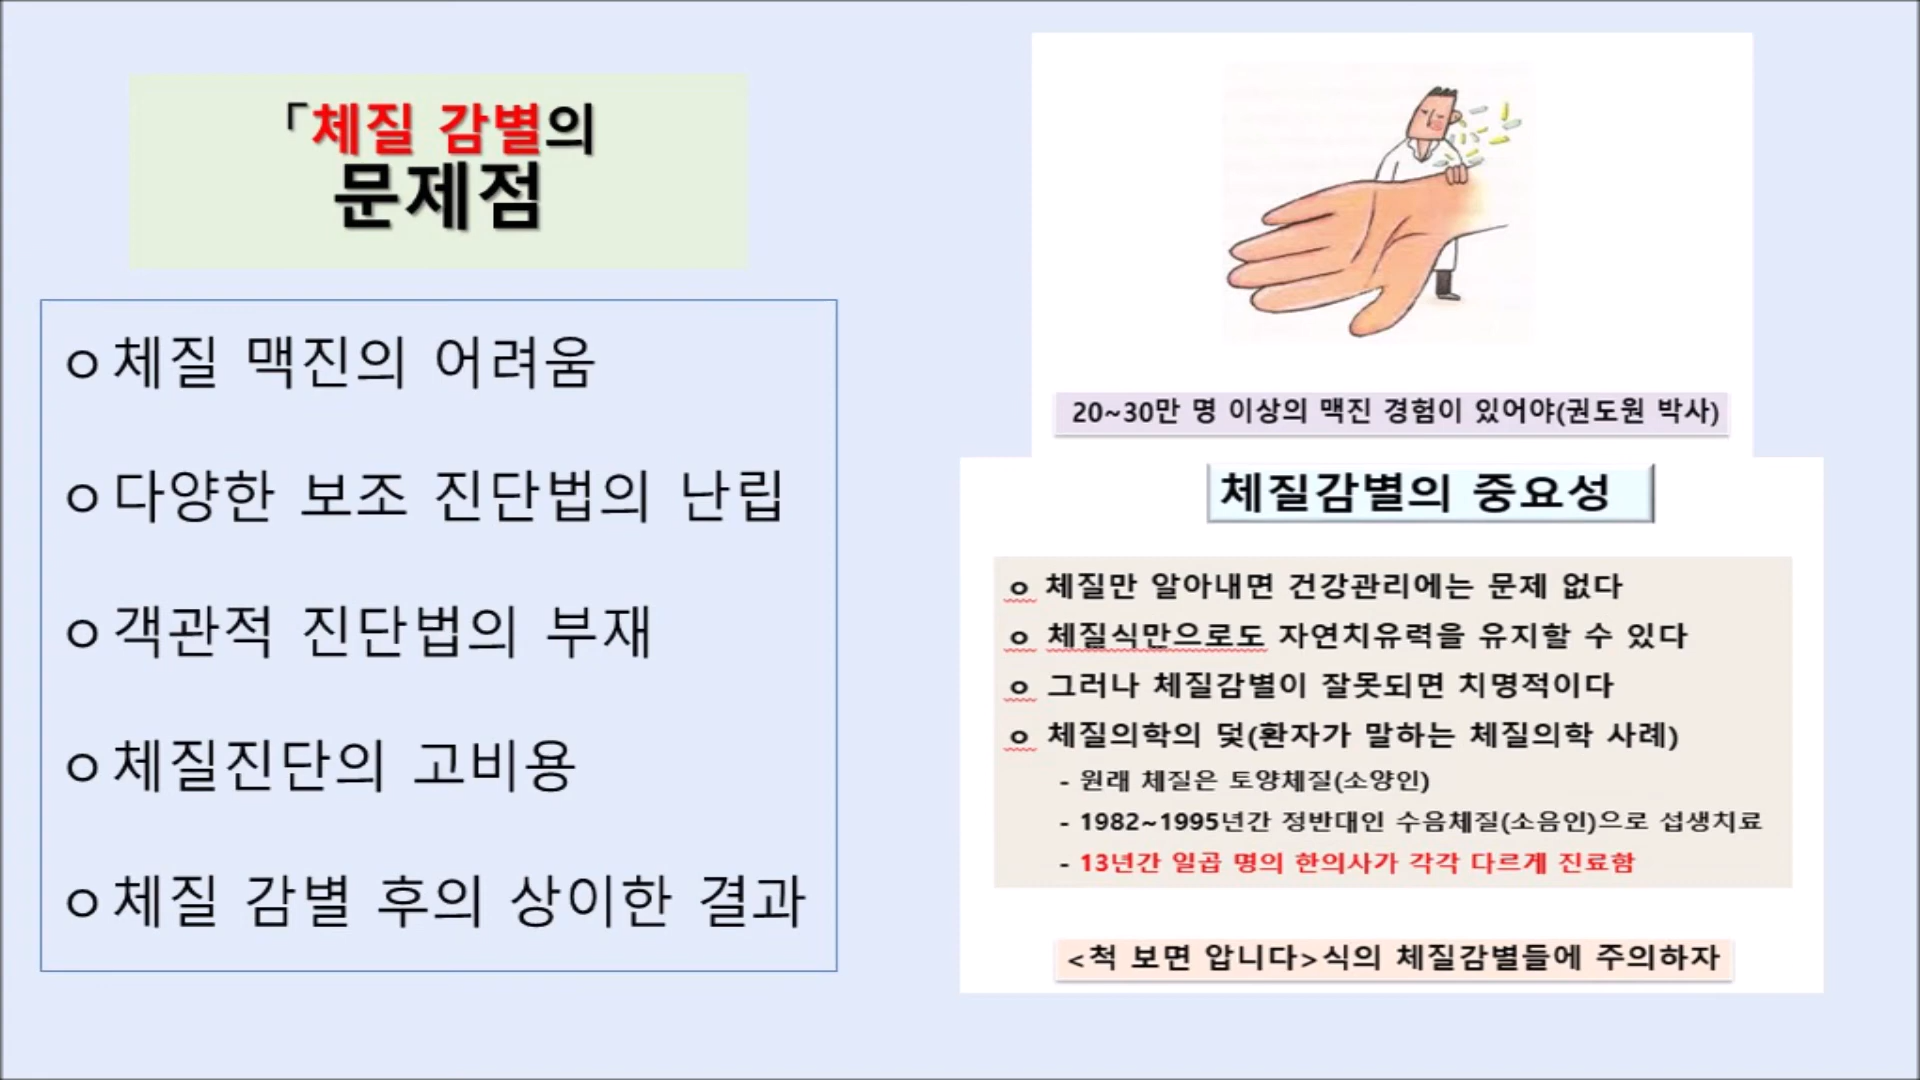 「체질 감별의
문제점
o 체질 맥진의 어려움
o 다양한 보조 진단법의 난립
o 객관적 진단법의 부재
o 체질진단의 고비용
o 체질 감별 후의 상이한 결과
20~30만 명 이상의 맥진 경험이 있어야(권도원 박사)
체질감별의 중요성
o 체질만 알아내면 건강관리에는 문제 없다
o 체질식만으로도 자연치유력을 유지할 수 있다
o 그러나 체질감별이 잘못되면 치명적이다
o 체질의학의 덫(환자가 말하는 체질의학 사례)
- 원래 체질은 토양체질(소양인)
- 1982~1995년간 정반대인 수음체질(소음인)으로 섭생치료
- 13년간 일곱 명의 한의사가 각각 다르게 진료함
<척 보면 압니다>식의 체질감별들에 주의하자